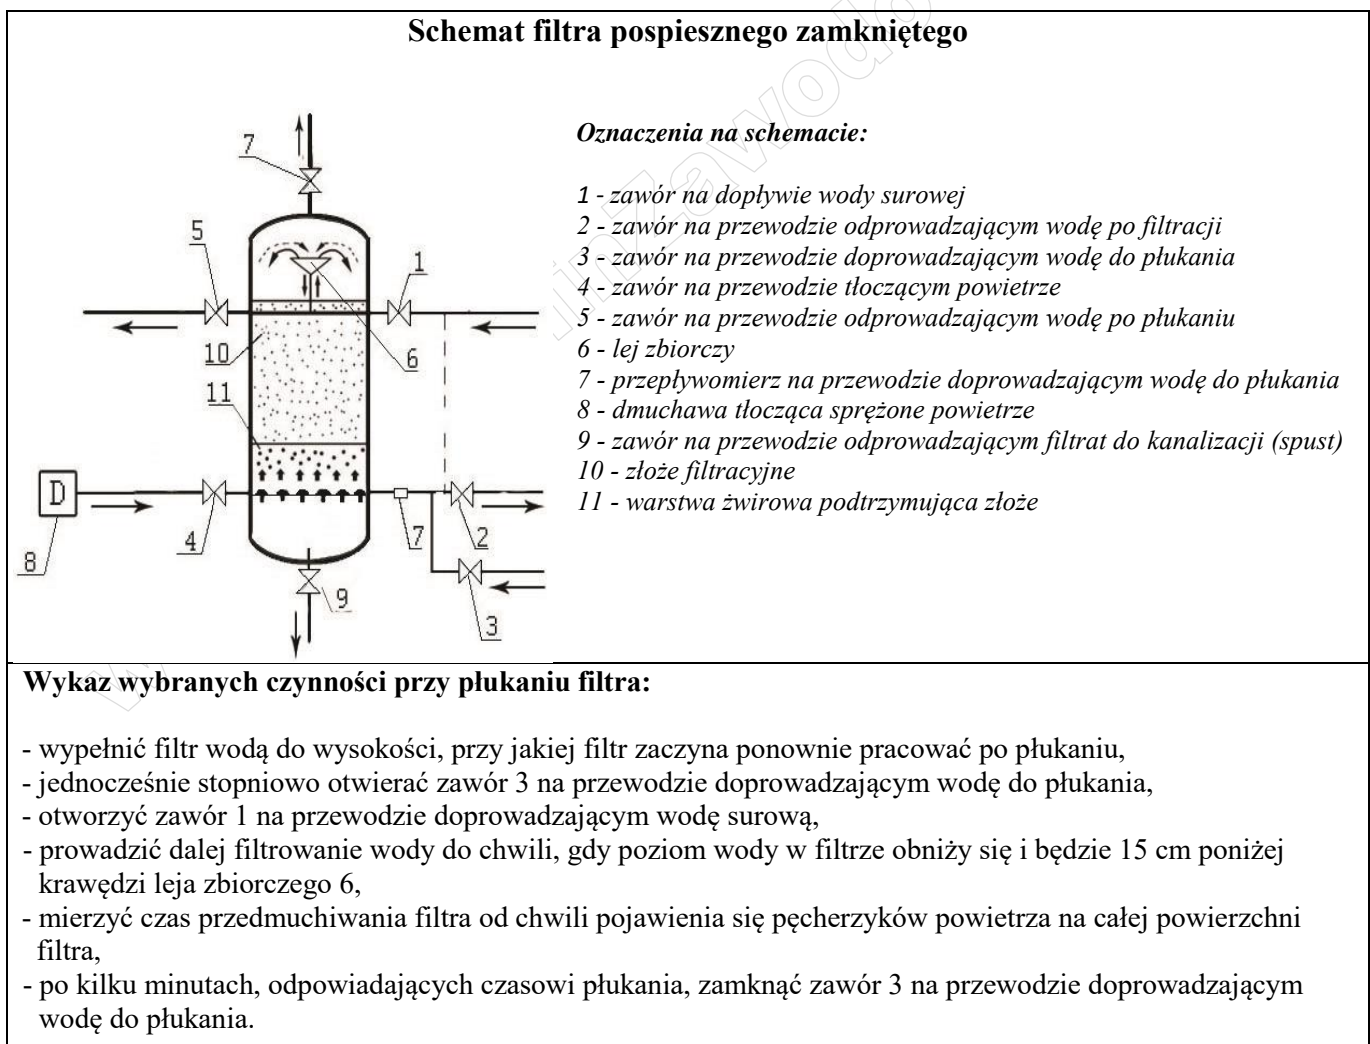 Schemat filtra pospiesznego zamkniętego
Oznaczenia na schemacie:
1 - zawór na dopływie wody surowej
2 - zawór na przewodzie odprowadzającym wodę po filtracji
3 - zawór na przewodzie doprowadzającym wodę do płukania
4 - zawór na przewodzie tłoczącym powietrze
5 - zawór na przewodzie odprowadzającym wodę po płukaniu
6 - lej zbiorczy
7 - przepływomierz na przewodzie doprowadzającym wodę do płukania
8 - dmuchawa tłocząca sprężone powietrze
9 - zawór na przewodzie odprowadzającym filtrat do kanalizacji (spust)
10 - złoże filtracyjne
11 - warstwa żwirowa podtrzymująca złoże
7
5
1
10
6
11
D
8
4
7
2
9
3
Wykaz wybranych czynności przy płukaniu filtra:
- wypełnić filtr wodą do wysokości, przy jakiej filtr zaczyna ponownie pracować po płukaniu,
- jednocześnie stopniowo otwierać zawór 3 na przewodzie doprowadzającym wodę do płukania,
- otworzyć zawór 1 na przewodzie doprowadzającym wodę surową,
- prowadzić dalej filtrowanie wody do chwili, gdy poziom wody w filtrze obniży się i będzie 15 cm poniżej
krawędzi leja zbiorczego 6,
- mierzyć czas przedmuchiwania filtra od chwili pojawienia się pęcherzyków powietrza na całej powierzchni
filtra,
- po kilku minutach, odpowiadających czasowi płukania, zamknąć zawór 3 na przewodzie doprowadzającym
wodę do płukania.